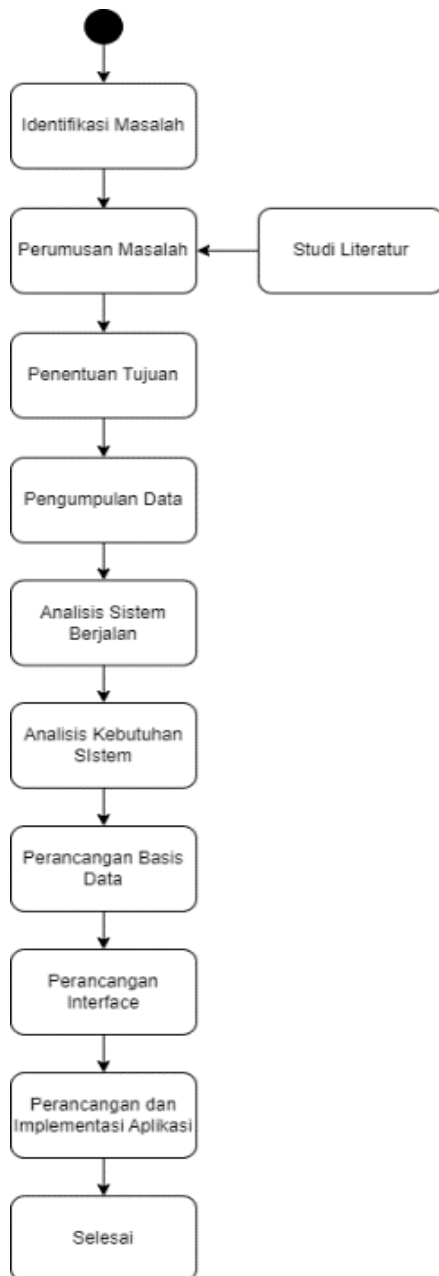 Identifikasi Masalah
Perumusan Masalah
Studi Literatur
Penentuan Tujuan
Pengumpulan Data
Analisis Sistem
Berjalan
Analisis Kebutuhan
SIstem
Perancangan Basis
Data
Perancangan
Interface
Perancangan dan
Implementasi Aplikasi
Selesai